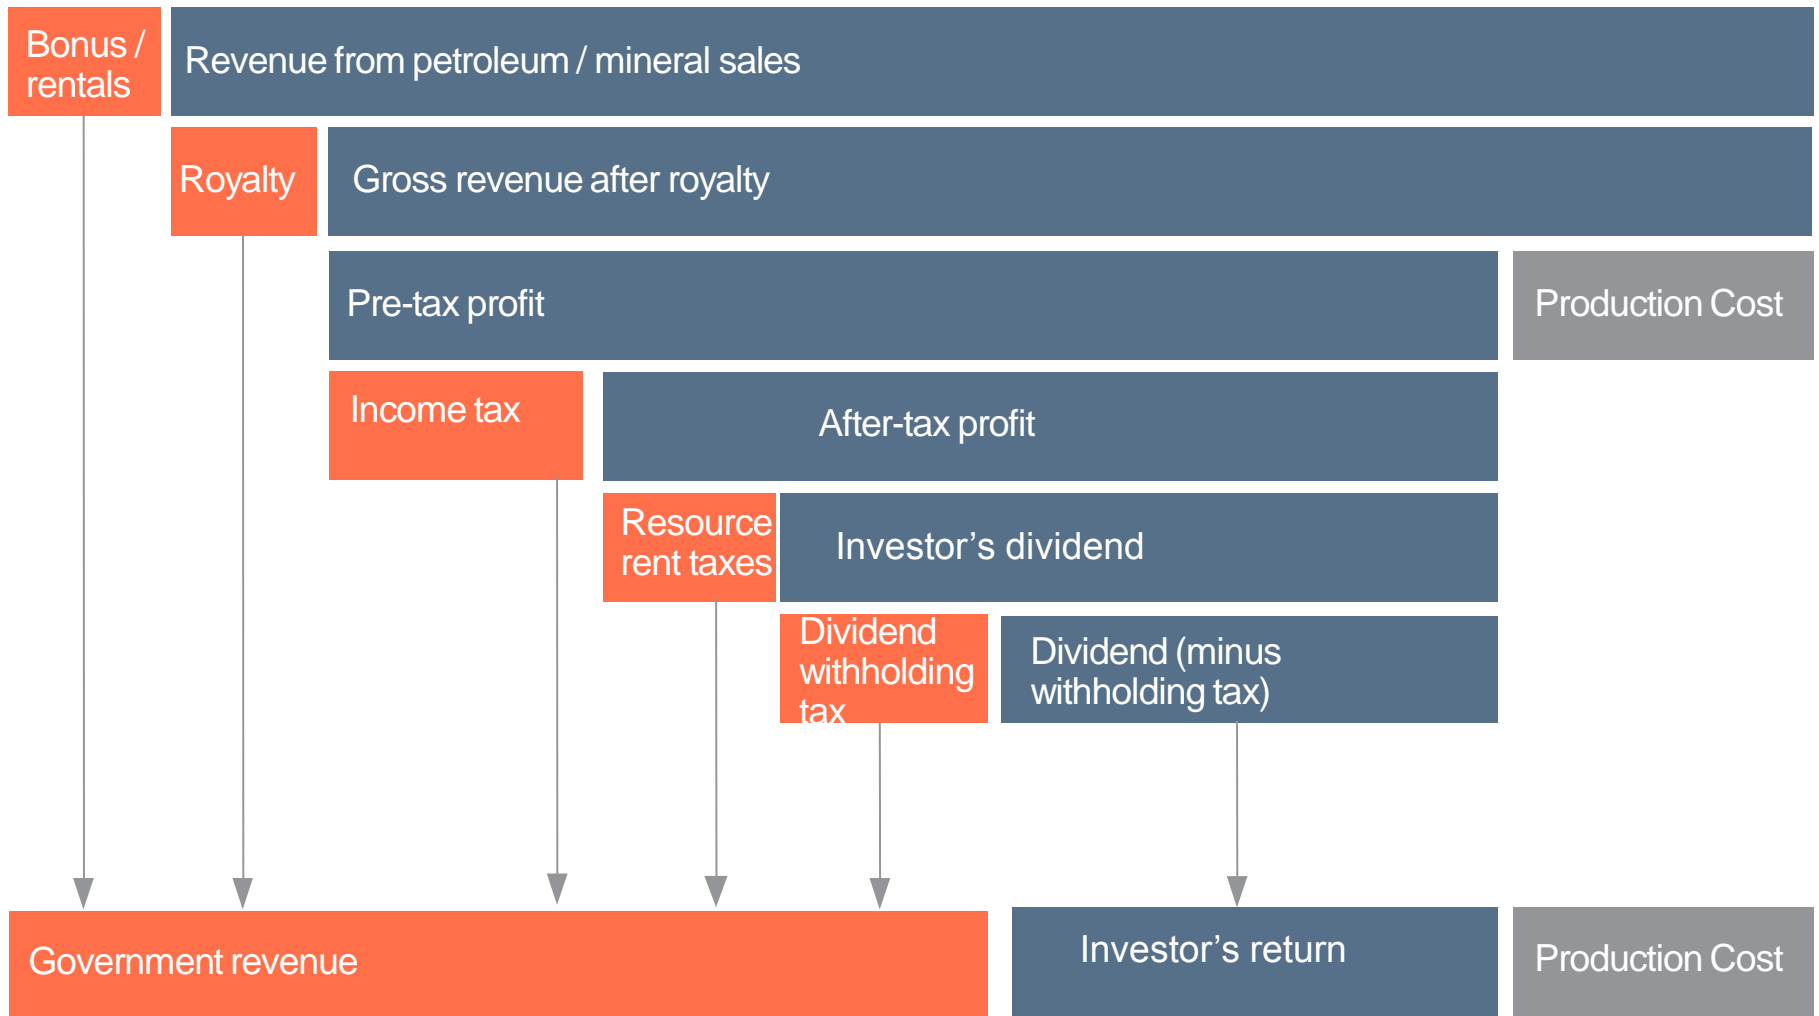 Bonus /
rentals
Revenue from petroleum / mineral sales
Royalty
Gross revenue after royalty
Pre-tax profit
Production Cost
Income tax
After-tax profit
Resource
rent taxes
Investor’s dividend
Dividend
withholding
tax
Dividend (minus
withholding tax)
Government revenue
Investor’s return
Production Cost